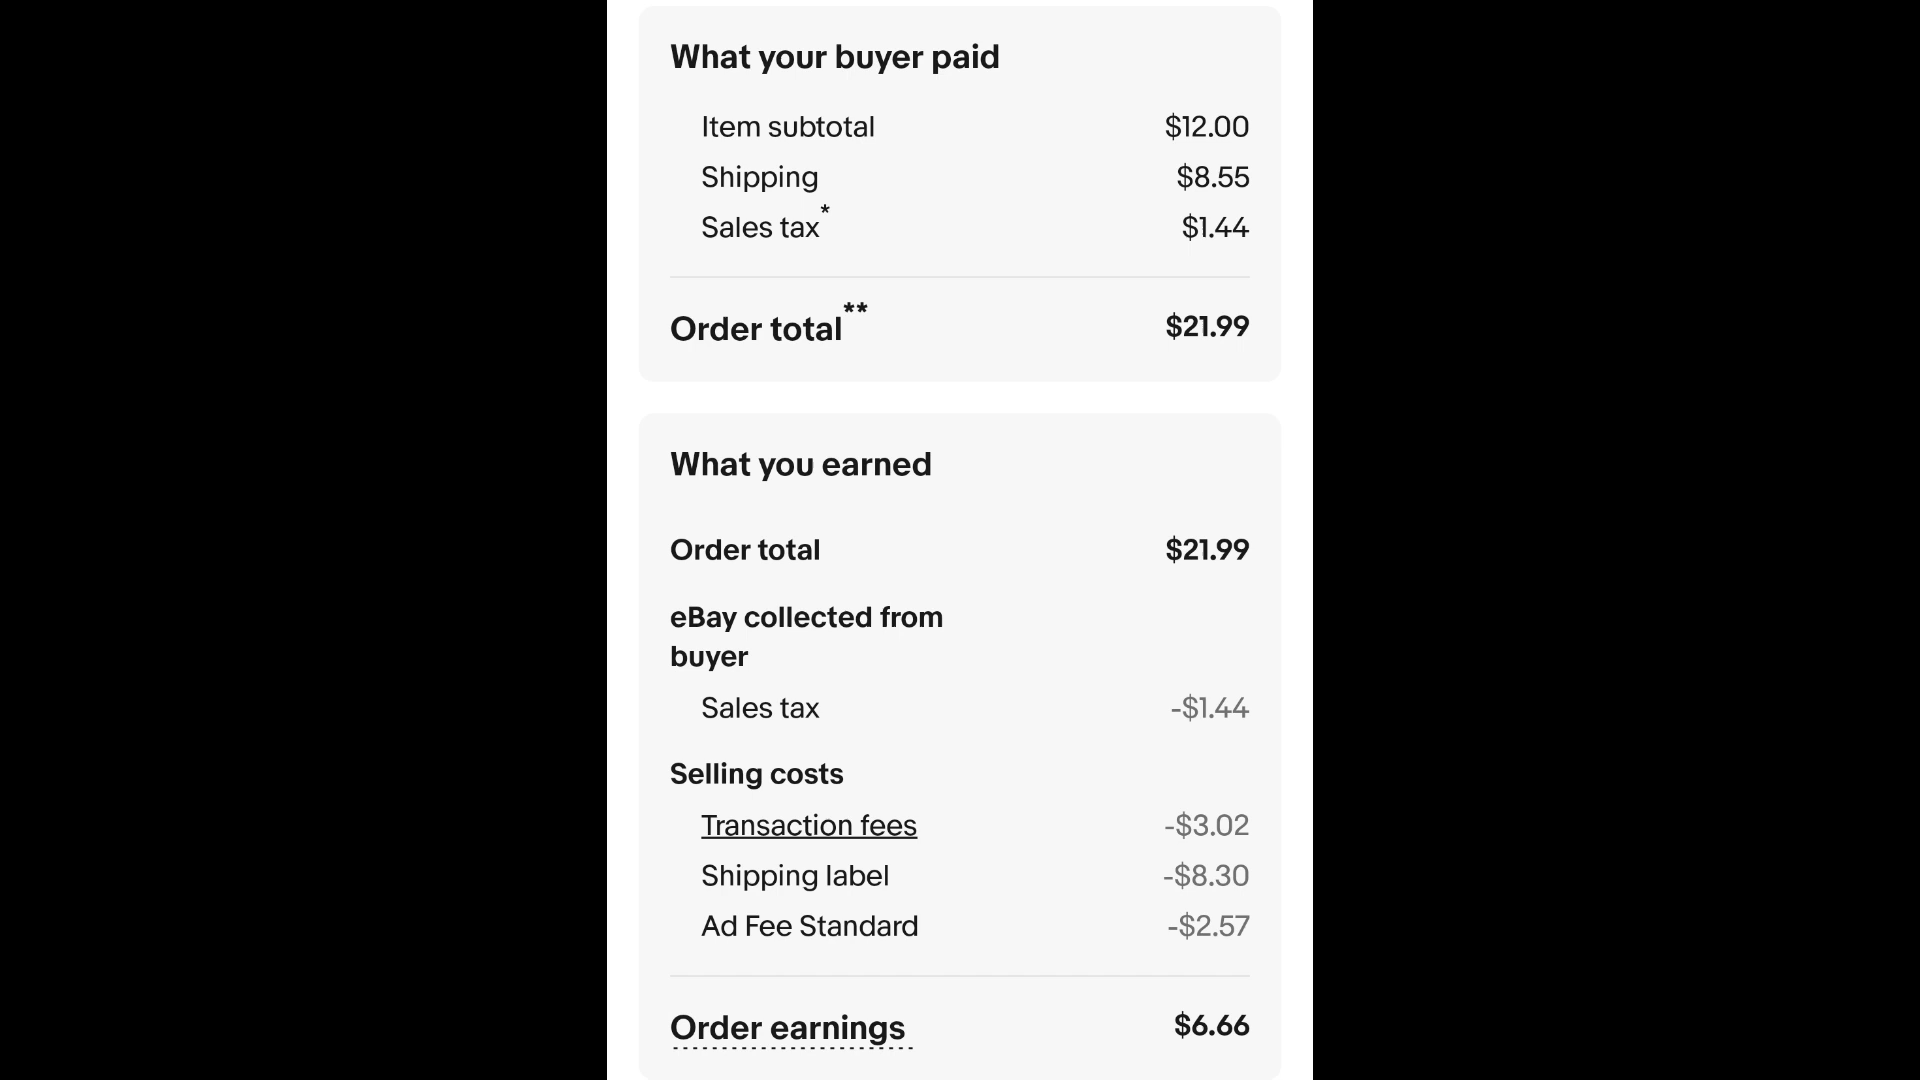 What your buyer paid
Item subtotal $12.00
Shipping $8.55
Sales tax* $1.44
Order total** $21.99
What you earned
Order total $21.99
eBay collected from
buyer
Sales tax -$1.44
Selling costs
Transaction fees -$3.02
Shipping label -$8.30
Ad Fee Standard -$2.57
Order earnings $6.66